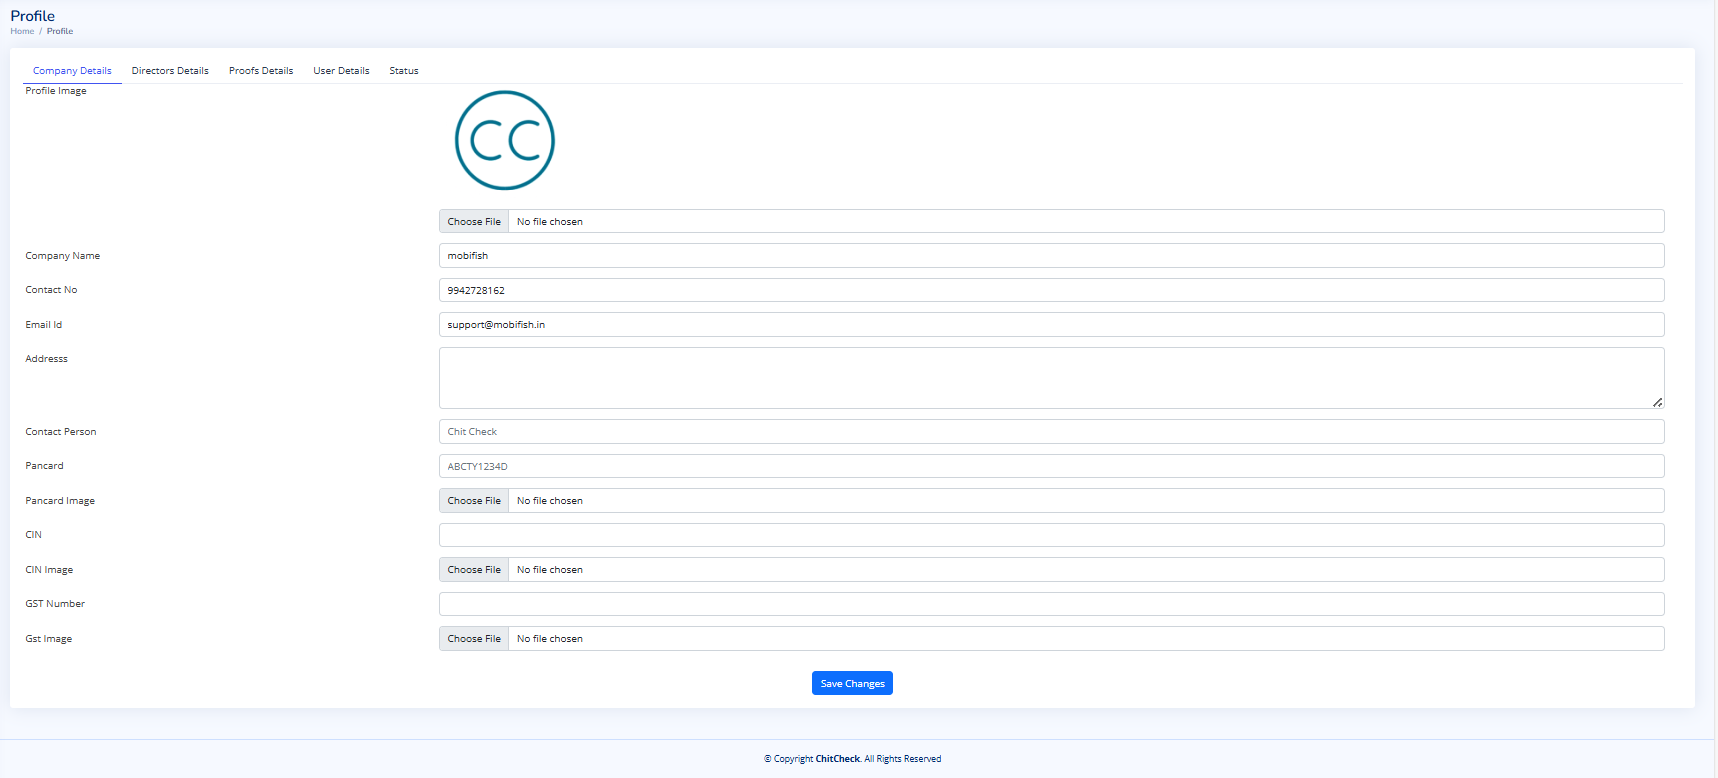 Profile
Home / Profile
Company Details Directors Details Proofs Details User Details Status
Profile Image
CC
Choose File No file chosen
Company Name mobifish
Contact No 9942728162
Email Id support@mobifish.in
Addresss
Contact Person Chit Check
Pancard ABCTY1234D
Pancard Image Choose File No file chosen
CIN
CIN Image Choose File No file chosen
GST Number
Gst Image Choose File No file chosen
Save Changes
© Copyright ChitCheck. All Rights Reserved